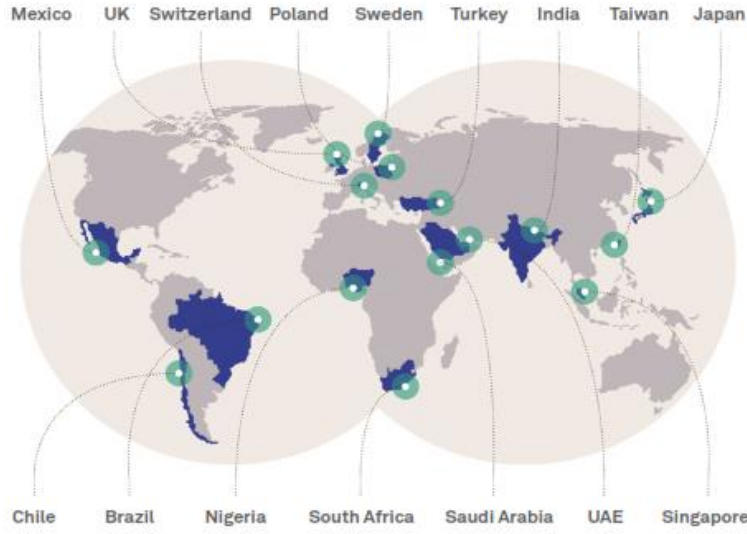 Mexico UK Switzerland Poland Sweden Turkey India Taiwan Japan
Chile Brazil Nigeria South Africa Saudi Arabia UAE Singapore